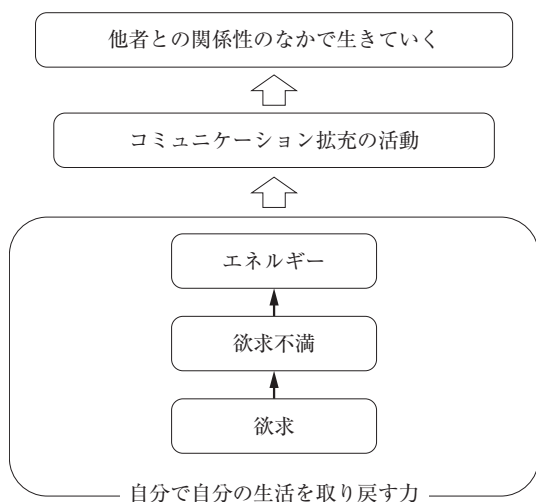 他者との関係性のなかで生きていく
コミュニケーション拡充の活動
エネルギー
欲求不満
欲求
自分で自分の生活を取り戻す力